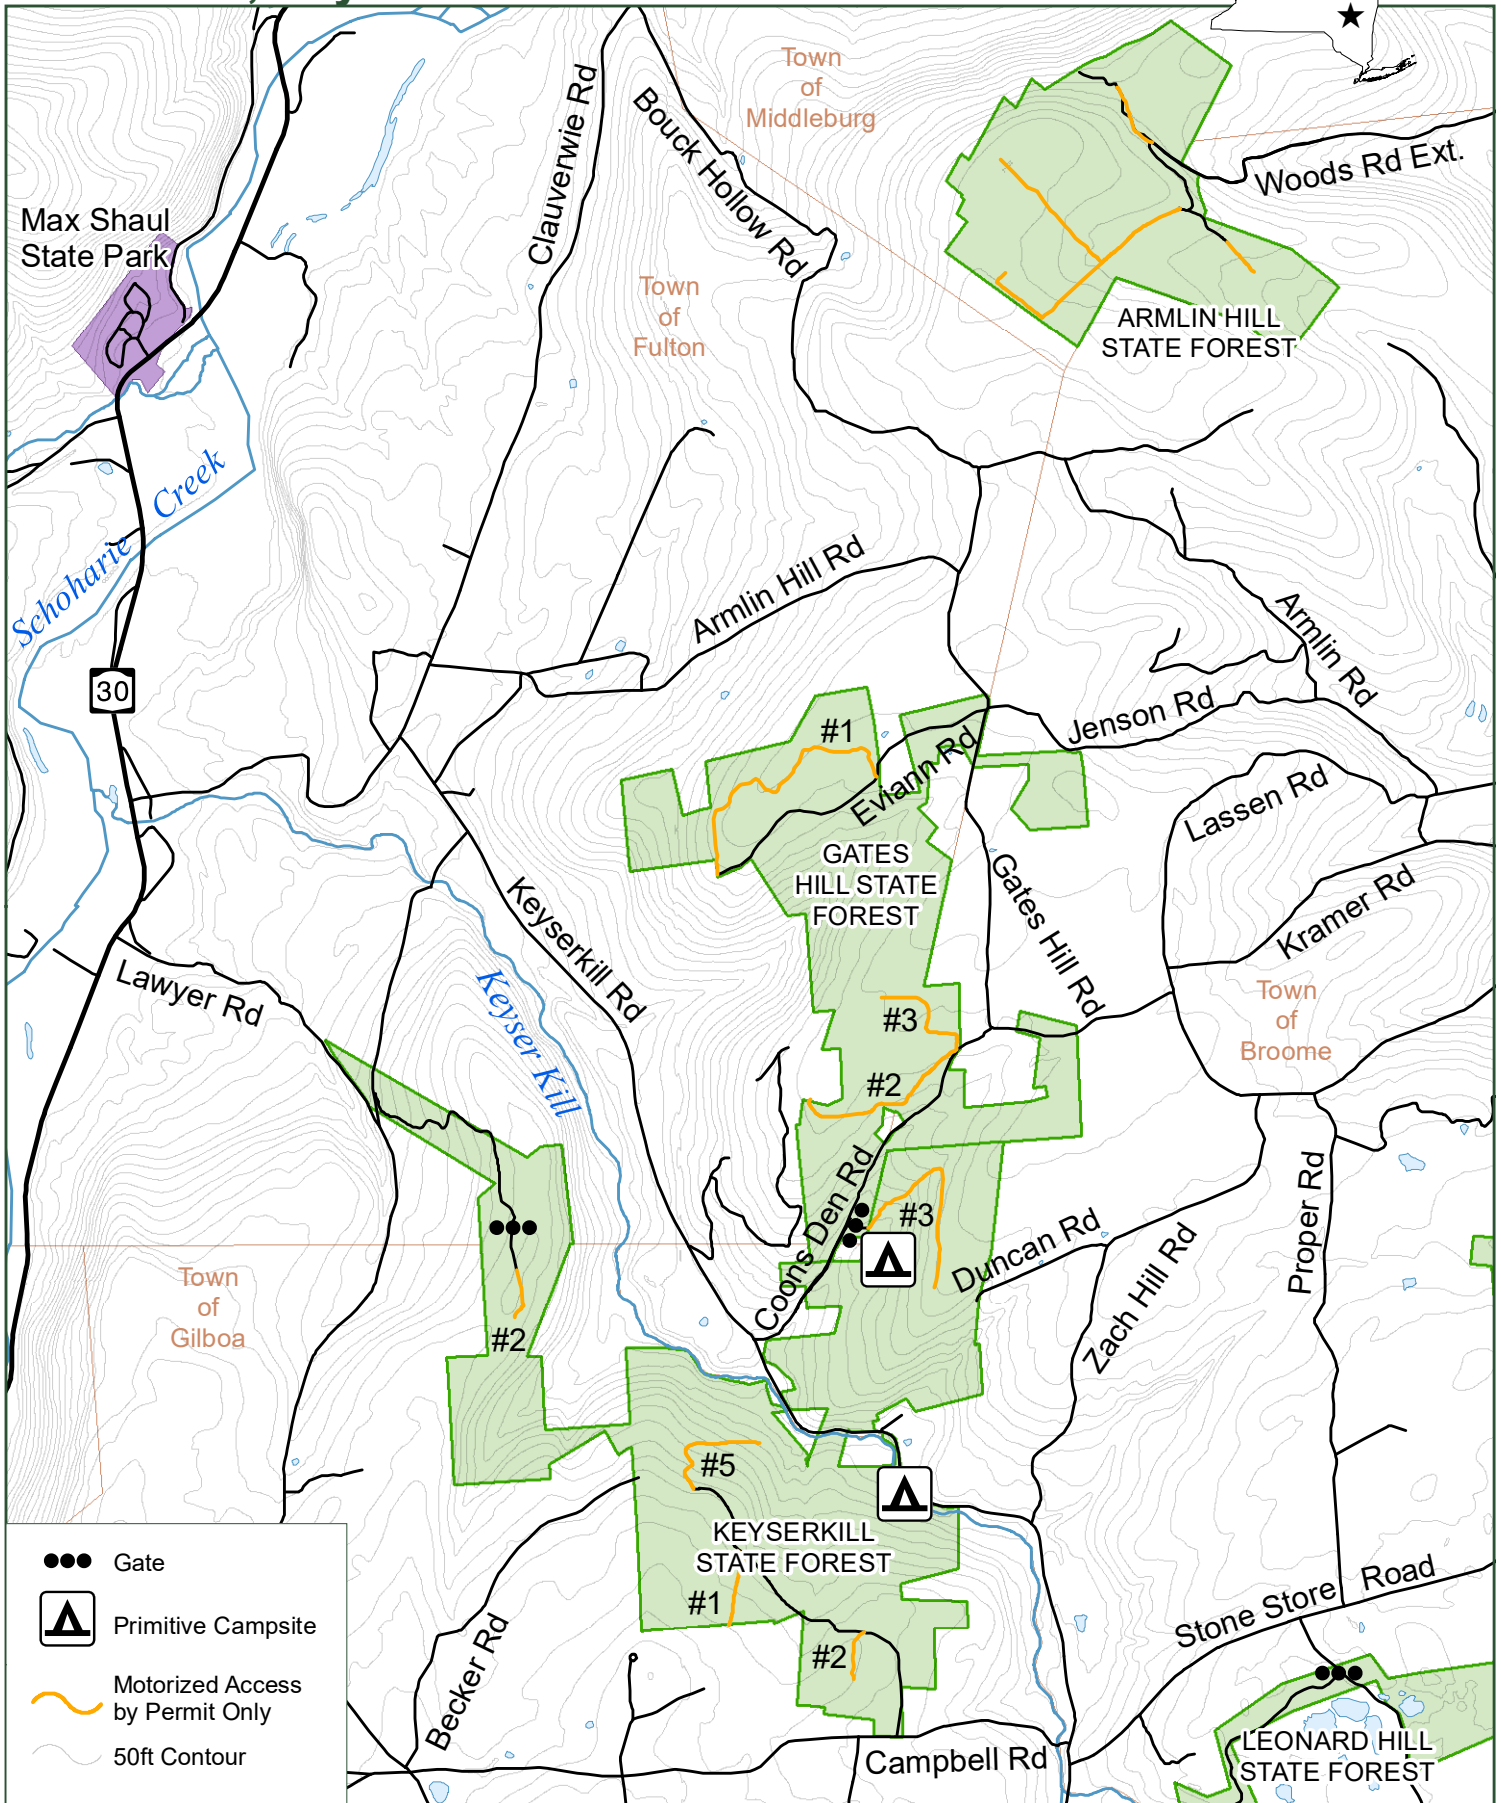 Town
of
Middleburg
Clauverwie Rd
Bouck Hollow Rd
Woods Rd Ext.
Max Shaul
State Park
Town
of
Fulton
ARMLIN HILL
STATE FOREST
Schoharie Creek
Armlin Hill Rd
Armlin Rd
30
Jenson Rd
#1
Eviann Rd
Lassen Rd
GATES
HILL STATE
FOREST
Keyserkill Rd
Gates Hill Rd
Kramer Rd
Lawyer Rd
Keyser Kill
#3
Town
of
Broome
#2
Coons Den Rd
#3
Duncan Rd
Zach Hill Rd
Proper Rd
Town
of
Gilboa
#2
#5
KEYSERKILL
STATE FOREST
#1
#2
Becker Rd
Stone Store Road
Campbell Rd
LEONARD HILL
STATE FOREST
Gate
Primitive Campsite
Motorized Access
by Permit Only
50ft Contour